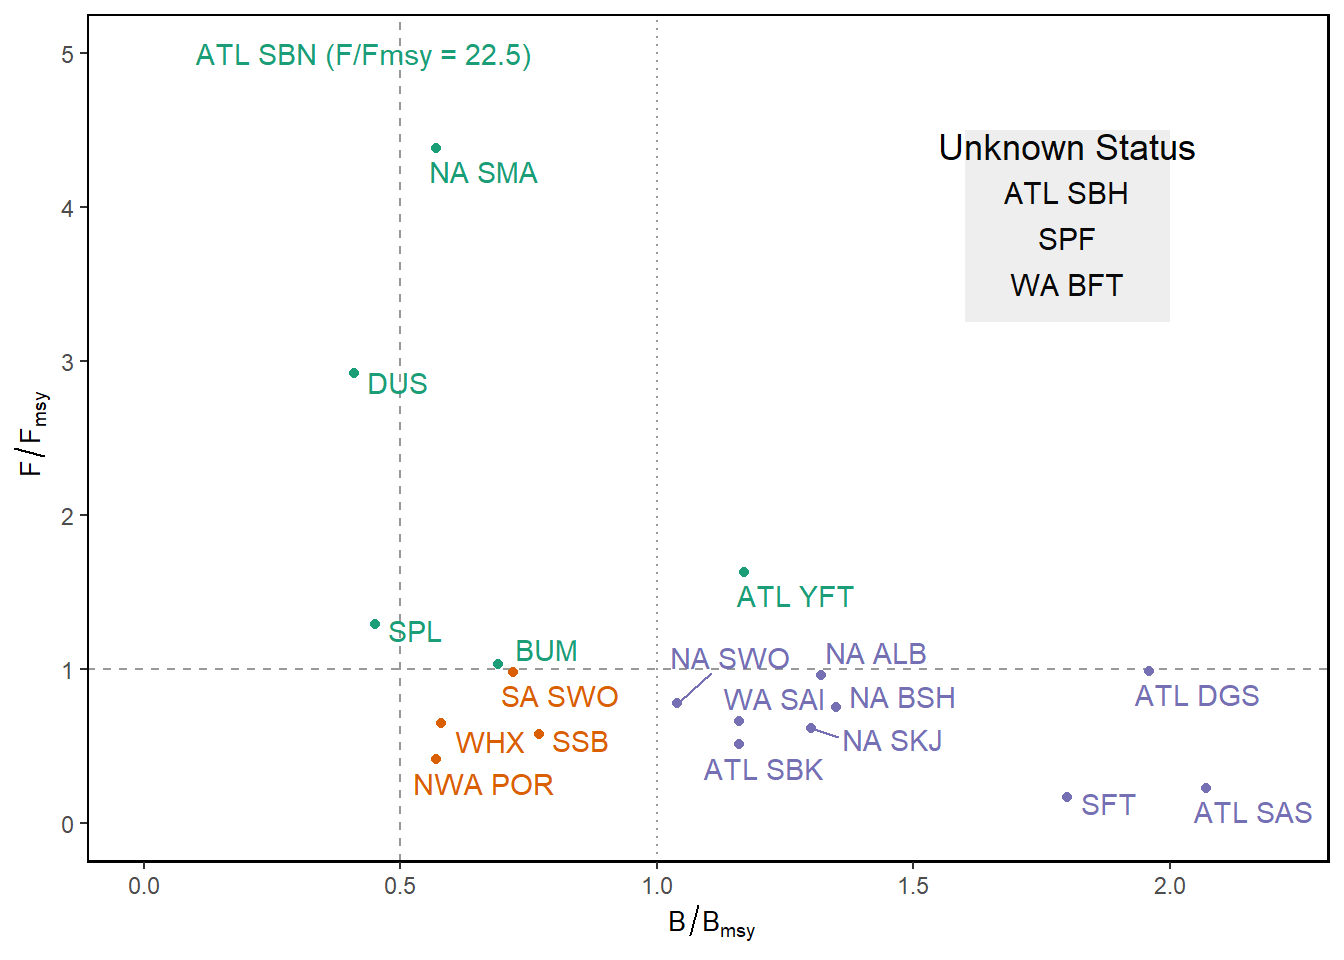 5
ATL SBN (F/Fmsy = 22.5)
Unknown Status
NA SMA
ATL SBH
4
SPF
WA BFT
3
DUS
F/Fmsy
2
ATL YFT
SPL
BUM
NA SWO
NA ALB
1
SA SWO
WA SAI
NA BSH
ATL DGS
WHX
SSB
NA SKJ
NWA POR
ATL SBK
SFT
ATL SAS
0
0.0
0.5
1.0
1.5
2.0
B/Bmsy